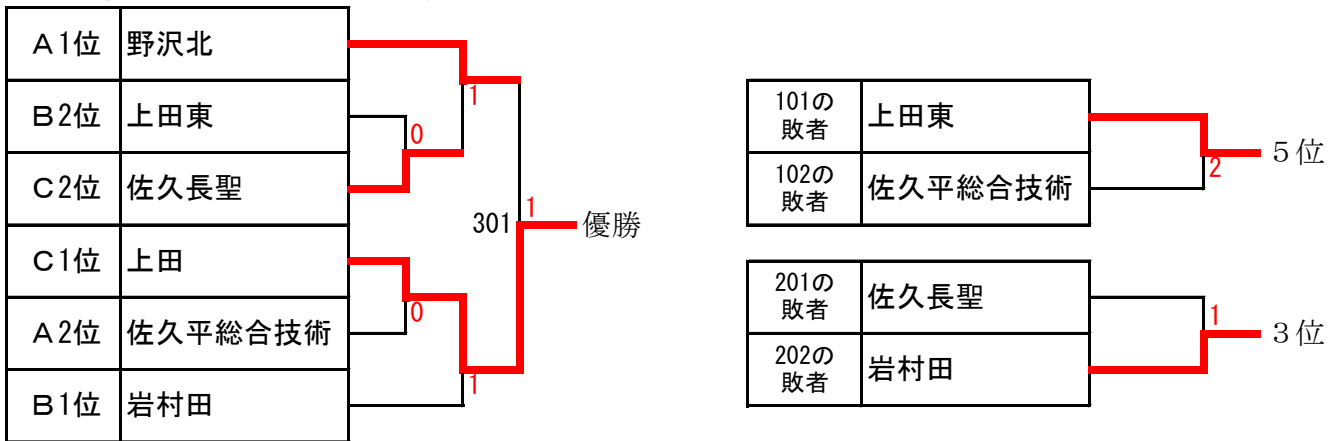 A1位 野沢北
1
B2位 上田東
0
C2位 佐久長聖
301 1 優勝
C1位 上田
0
A2位 佐久平総合技術
1
B1位 岩村田
101の
敗者 上田東
2 5位
102の
敗者 佐久平総合技術
201の
敗者 佐久長聖
1 3位
202の
敗者 岩村田